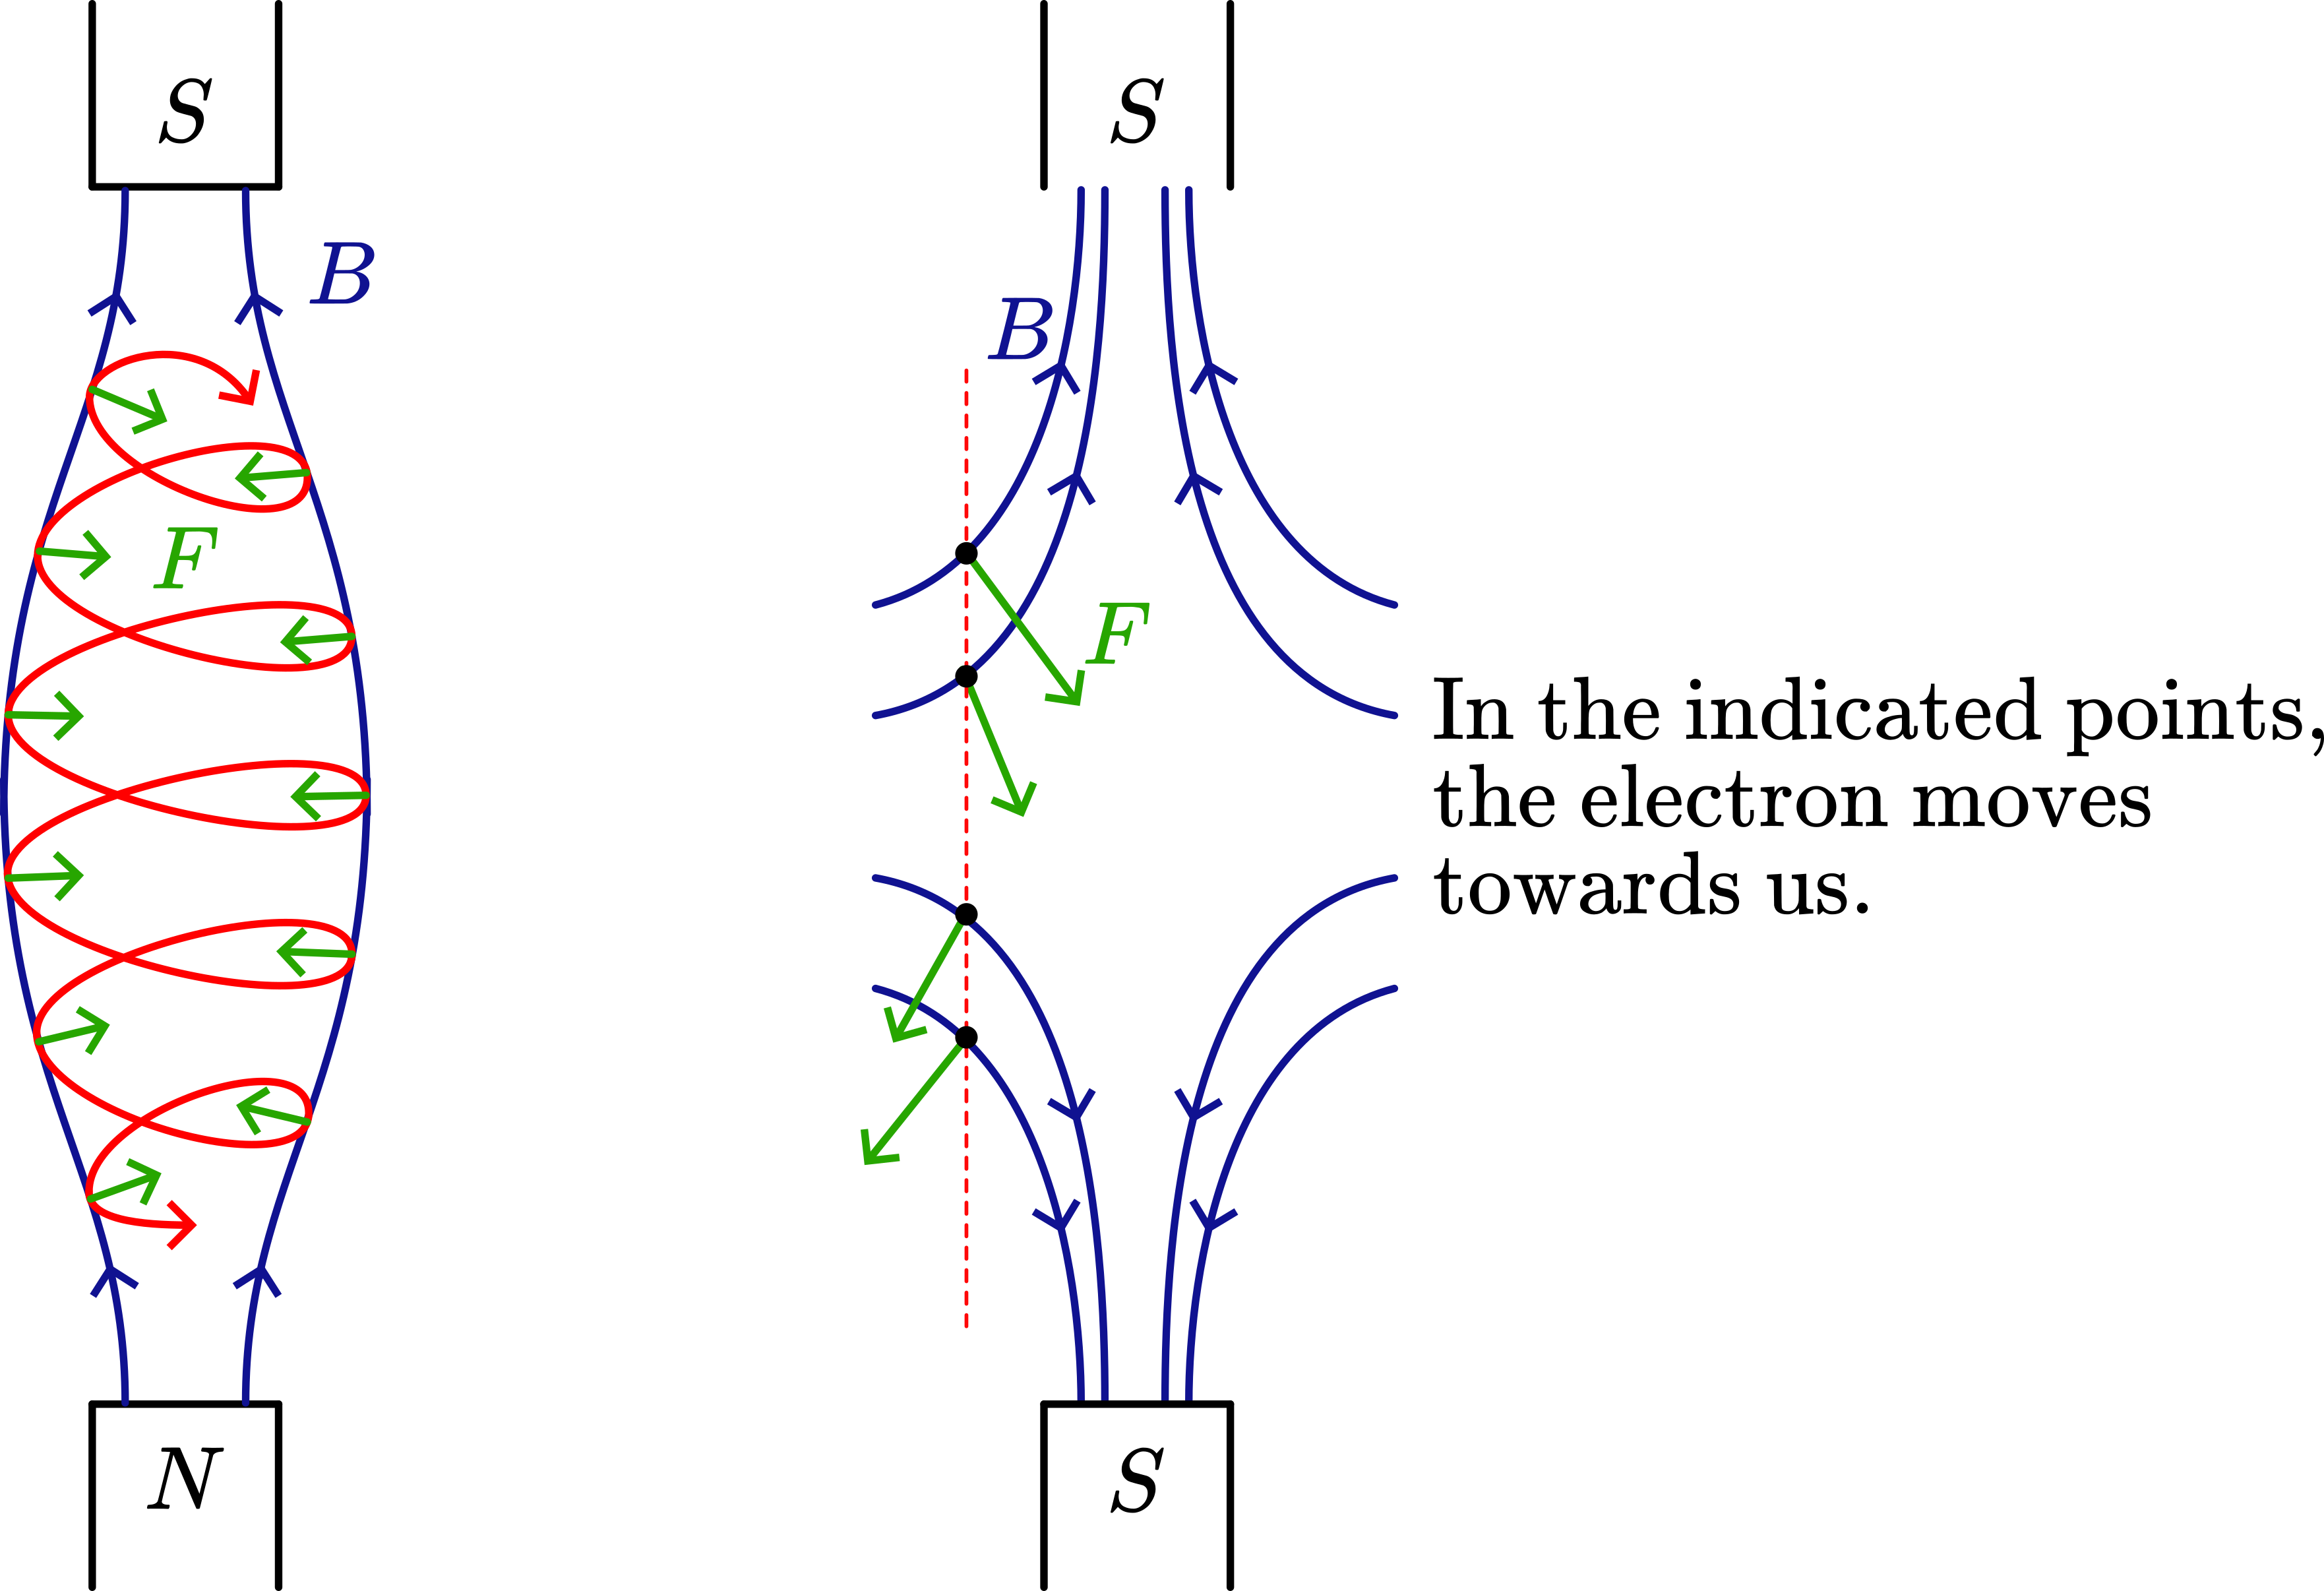 S
S
B
B
F
F
In the indicated points,
the electron moves
towards us.
N
S